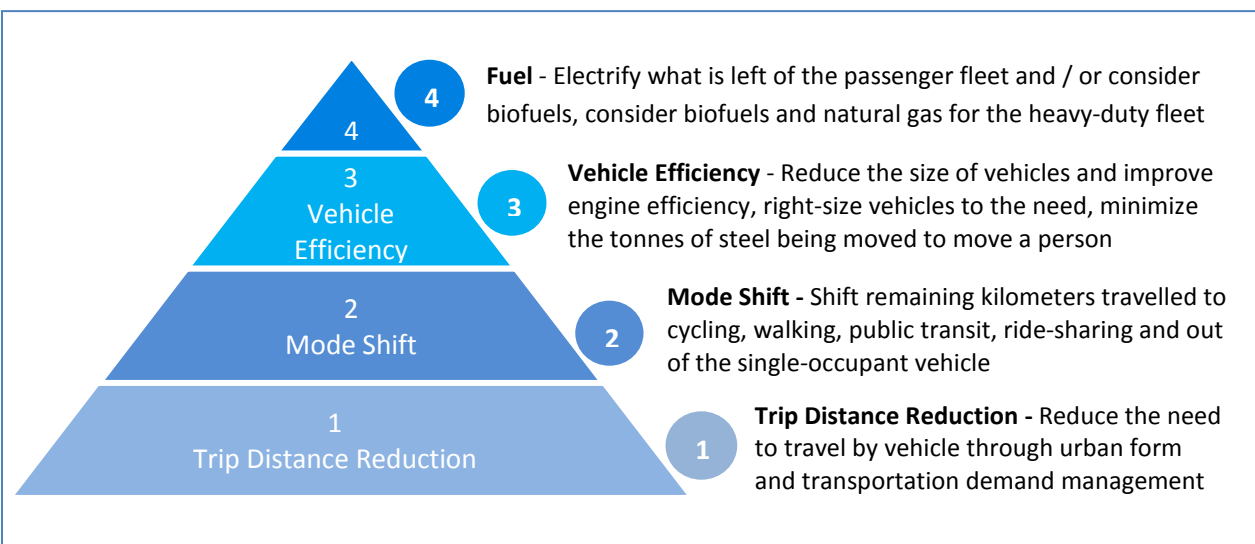 4
4
Fuel - Electrify what is left of the passenger fleet and / or consider
biofuels, consider biofuels and natural gas for the heavy-duty fleet
3
Vehicle
Efficiency
3
Vehicle Efficiency - Reduce the size of vehicles and improve
engine efficiency, right-size vehicles to the need, minimize
the tonnes of steel being moved to move a person
2
Mode Shift
2
Mode Shift - Shift remaining kilometers travelled to
cycling, walking, public transit, ride-sharing and out
of the single-occupant vehicle
1
Trip Distance Reduction
1
Trip Distance Reduction - Reduce the need
to travel by vehicle through urban form
and transportation demand management